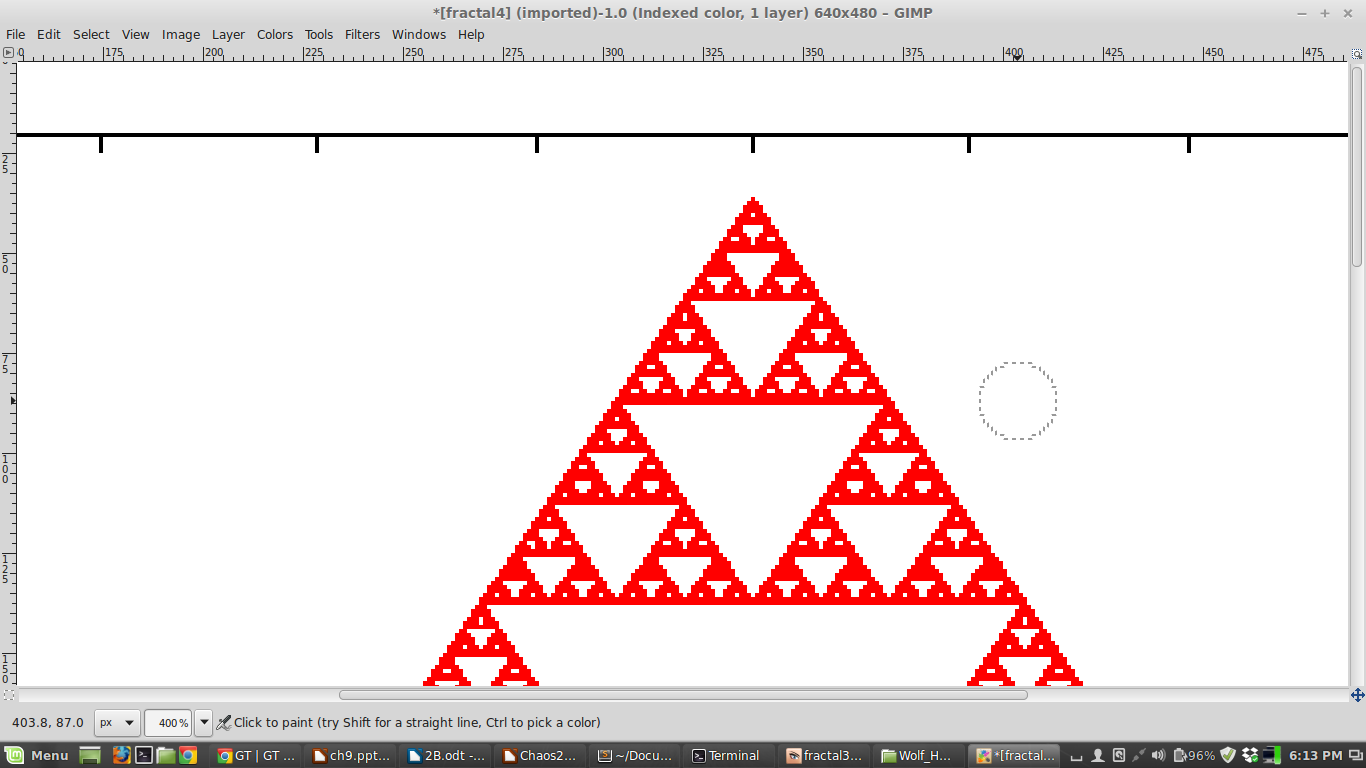 *[fractal4] (imported)-1.0 (Indexed color, 1 layer) 640x480 – GIMP
File Edit Select View Image Layer Colors Tools Filters Windows Help
175 200 225 250 275 300 325 350 375 400 425 450 475
25
50
75
100
125
150
403.8, 87.0 px 400% Click to paint (try Shift for a straight line, Ctrl to pick a color)
Menu GT | GT ... ch9.ppt... 2B.odt -... Chaos2... ~/Docu... Terminal fractal3... Wolf_H... *[fractal... 96% 6:13 PM